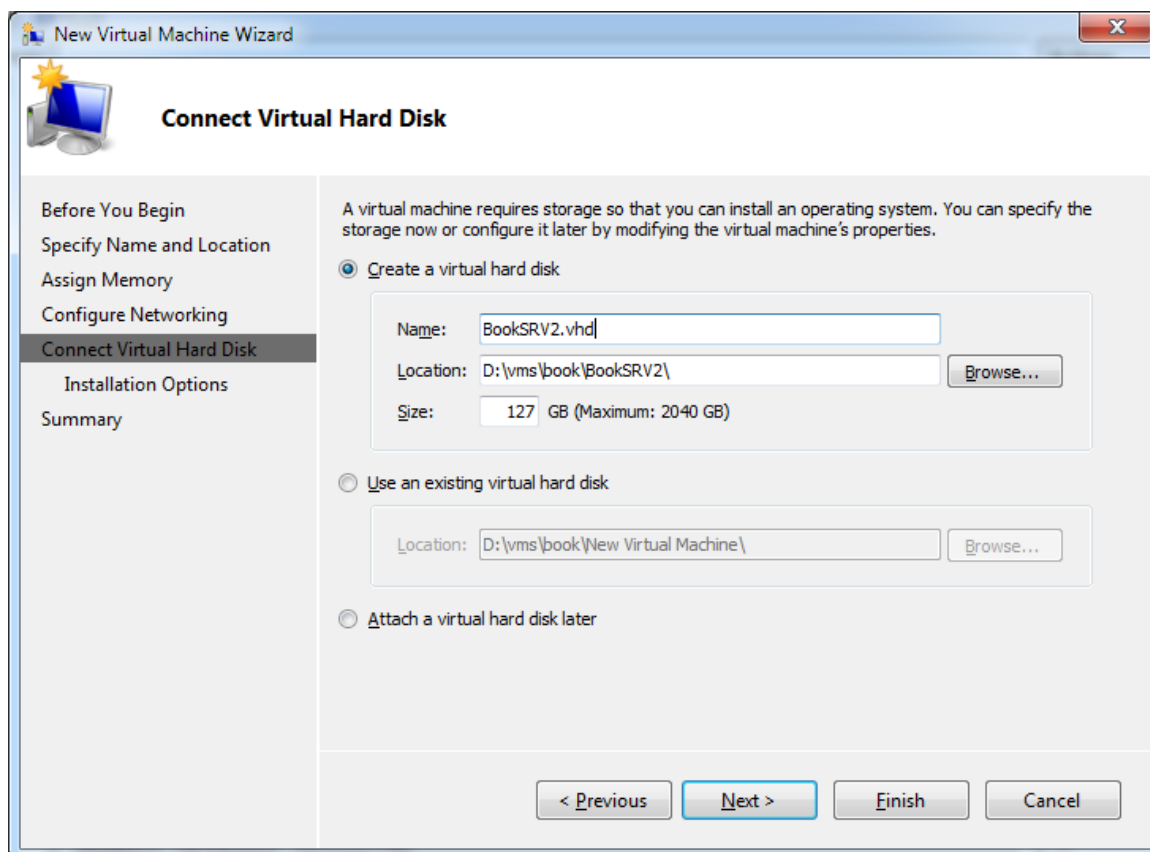 New Virtual Machine Wizard
Connect Virtual Hard Disk
Before You Begin
Specify Name and Location
Assign Memory
Configure Networking
Connect Virtual Hard Disk
Installation Options
Summary
A virtual machine requires storage so that you can install an operating system. You can specify the
storage now or configure it later by modifying the virtual machine's properties.
Create a virtual hard disk
Name: BookSRV2.vhd
Location: D:\vms\book\BookSRV2\ Browse...
Size: 127 GB (Maximum: 2040 GB)
Use an existing virtual hard disk
Location: D:\vms\book\New Virtual Machine\ Browse...
Attach a virtual hard disk later
< Previous Next > Finish Cancel